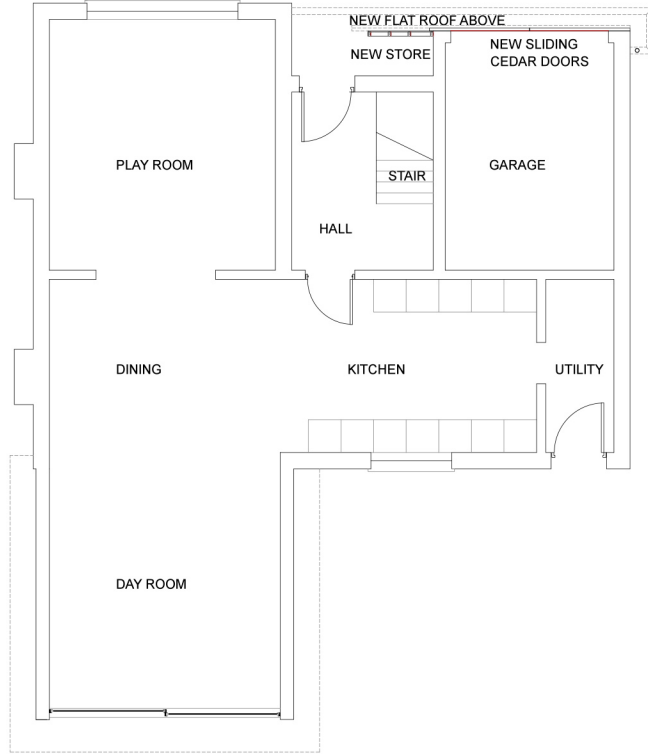 NEW FLAT ROOF ABOVE
NEW STORE
NEW SLIDING
CEDAR DOORS
PLAY ROOM
STAIR
GARAGE
HALL
DINING
KITCHEN
UTILITY
DAY ROOM